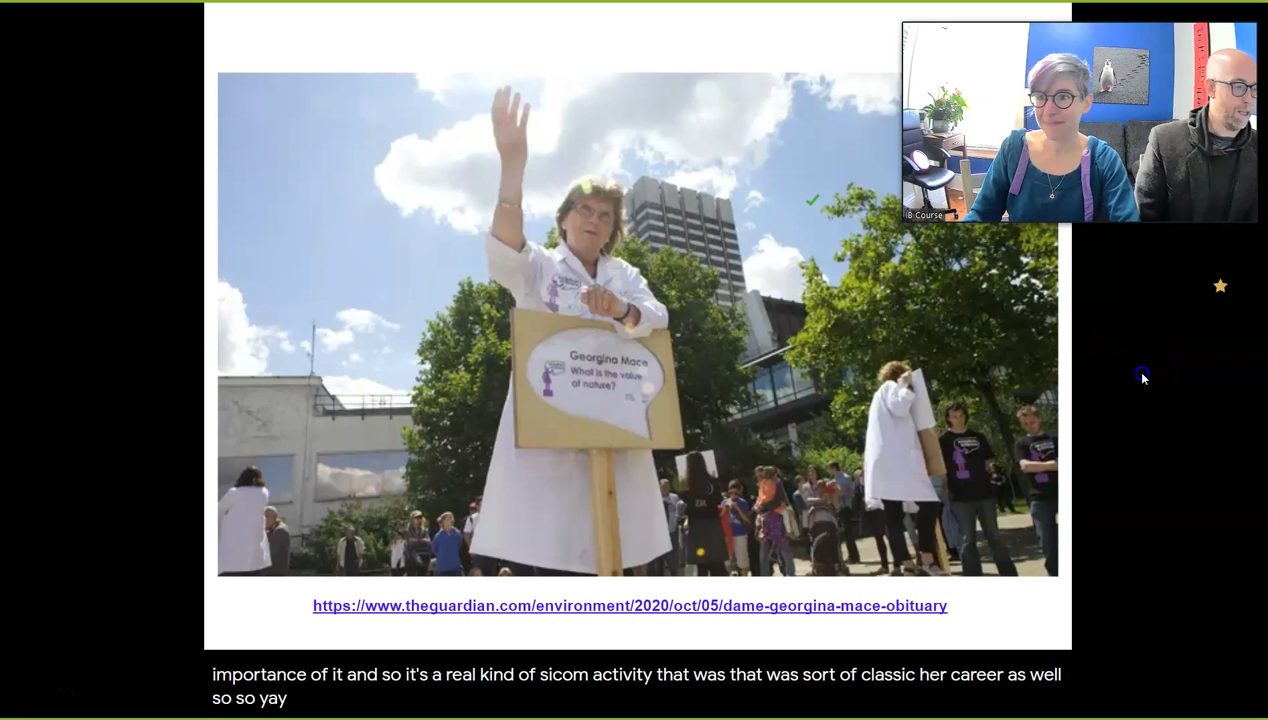 IB Course
Georgina Mace
What is the value
of nature?
https://www.theguardian.com/environment/2020/oct/05/dame-georgina-mace-obituary
importance of it and so it's a real kind of sicom activity that was that was sort of classic her career as well
so so yay